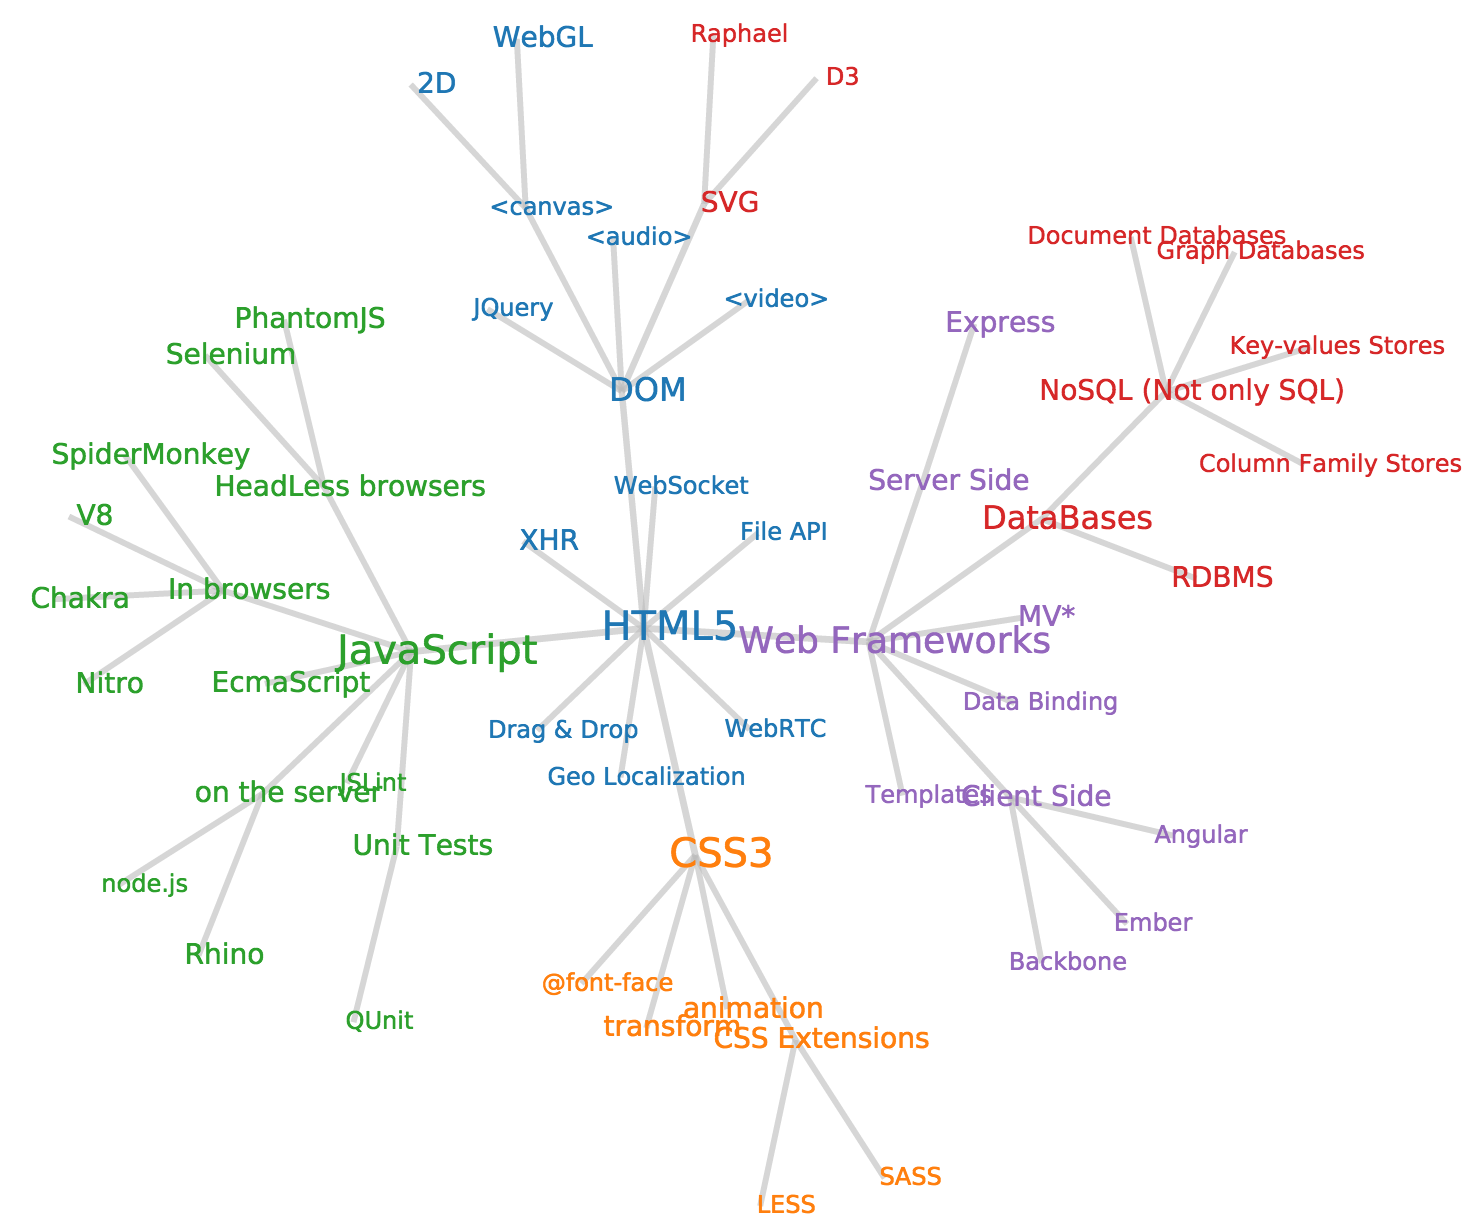 WebGL
Raphael
D3
2D
SVG
<canvas>
<audio>
Document Databases
Graph Databases
<video>
JQuery
PhantomJS
Express
Key-values Stores
Selenium
DOM
NoSQL (Not only SQL)
SpiderMonkey
Column Family Stores
Server Side
HeadLess browsers
WebSocket
V8
DataBases
File API
XHR
RDBMS
In browsers
Chakra
MV*
HTML5
Web Frameworks
JavaScript
Nitro
EcmaScript
Data Binding
Drag & Drop
WebRTC
Geo Localization
JSLint
on the server
Templates
Client Side
Angular
Unit Tests
CSS3
node.js
Ember
Rhino
Backbone
@font-face
animation
QUnit
transform
CSS Extensions
SASS
LESS